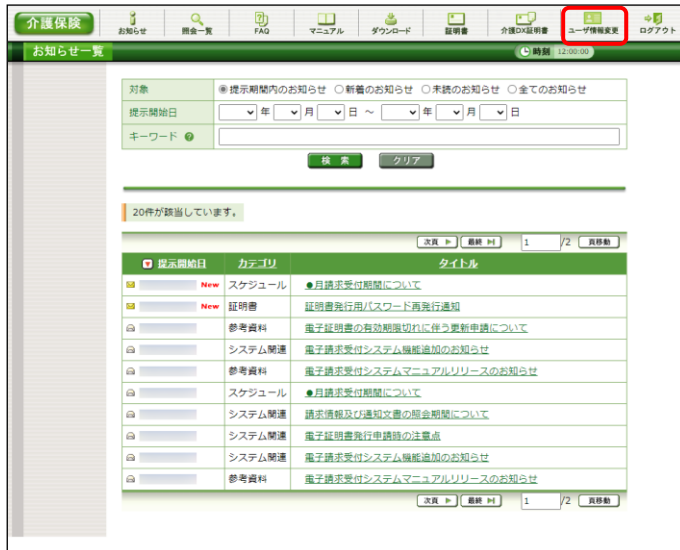 介護保険
お知らせ 照会一覧 FAQ マニュアル ダウンロード 証明書 介護DX証明書 ユーザ情報変更 ログアウト
お知らせ一覧 時刻 12:00:00
対象 提示期間内のお知らせ 新着のお知らせ 未読のお知らせ 全てのお知らせ
提示開始日 年 月 日 ～ 年 月 日
キーワード ?
検 索 クリア
20件が該当しています。
次頁 最終 1 /2 頁移動
提示開始日 カテゴリ タイトル
New スケジュール ●月請求受付期間について
New 証明書 証明書発行用パスワード再発行通知
参考資料 電子証明書の有効期限切れに伴う更新申請について
システム関連 電子請求受付システム機能追加のお知らせ
参考資料 電子請求受付システムマニュアルリリースのお知らせ
スケジュール ●月請求受付期間について
システム関連 請求情報及び通知文書の照会期間について
システム関連 電子証明書発行申請時の注意点
システム関連 電子請求受付システム機能追加のお知らせ
参考資料 電子請求受付システムマニュアルリリースのお知らせ
次頁 最終 1 /2 頁移動